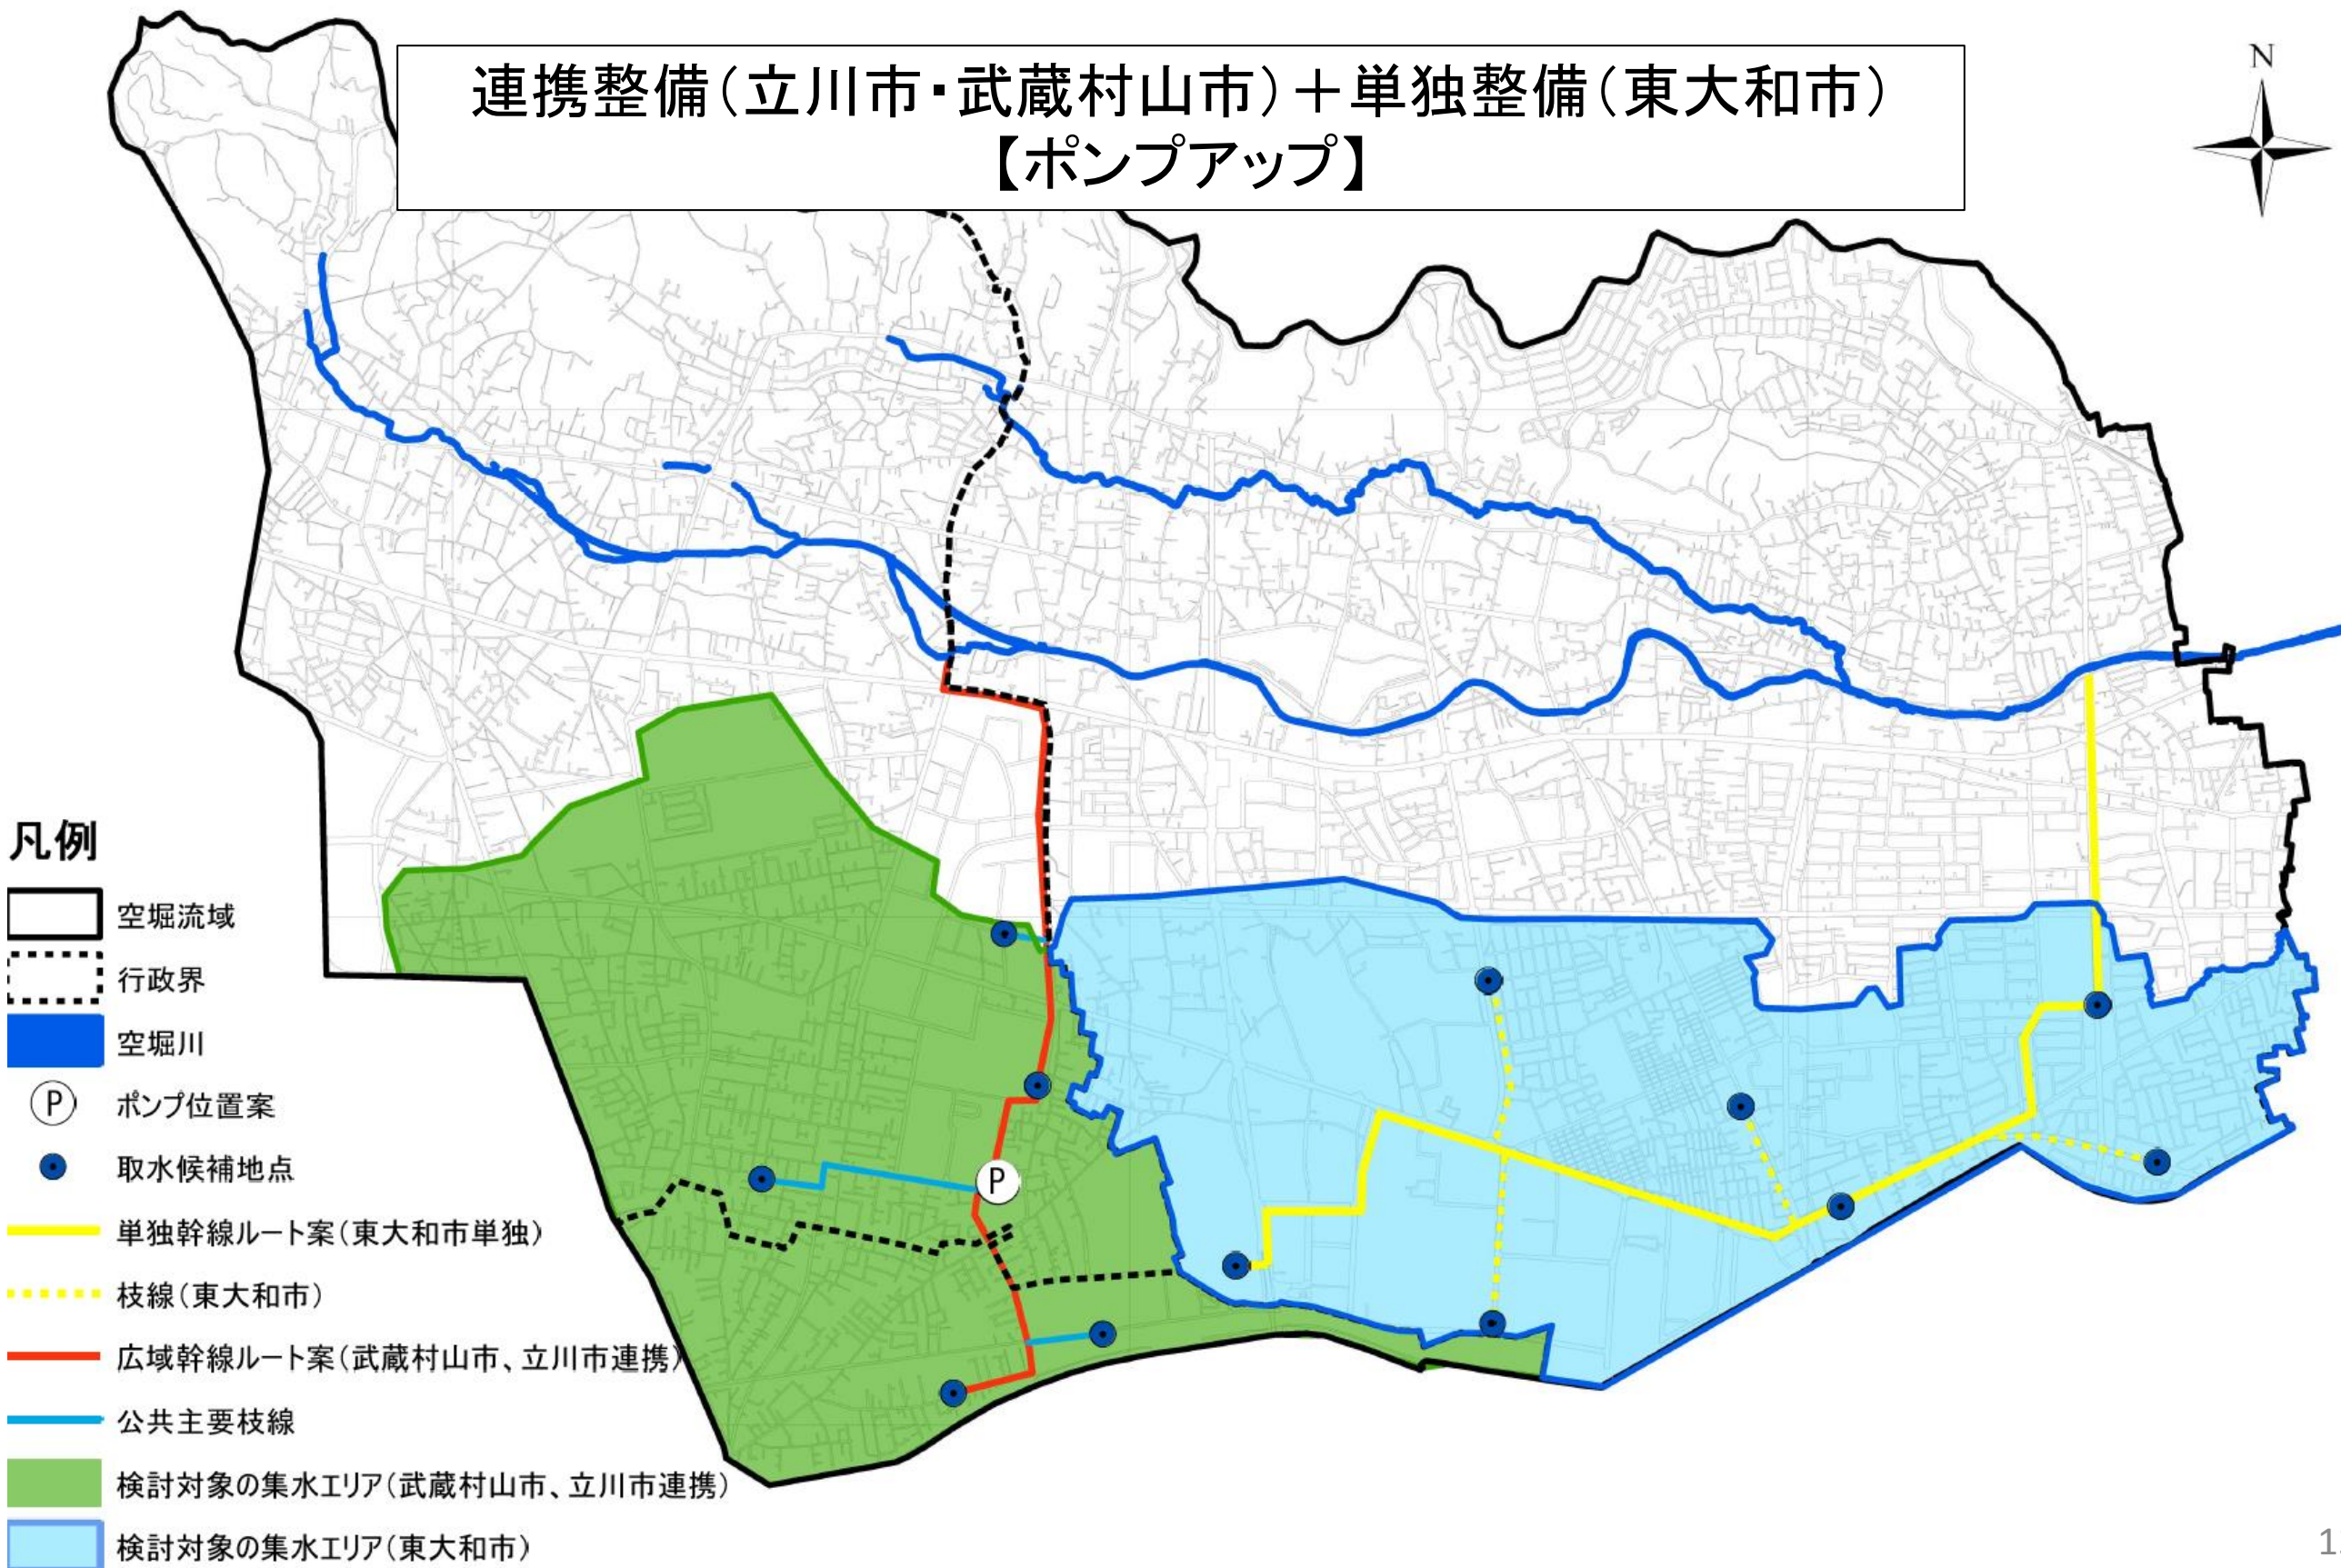 連携整備(立川市・武蔵村山市)+単独整備(東大和市)
【ポンプアップ】
N
凡例
空堀流域
行政界
空堀川
P ポンプ位置案
取水候補地点
単独幹線ルート案(東大和市単独)
枝線(東大和市)
広域幹線ルート案(武蔵村山市、立川市連携)
公共主要枝線
検討対象の集水エリア(武蔵村山市、立川市連携)
検討対象の集水エリア(東大和市)
P